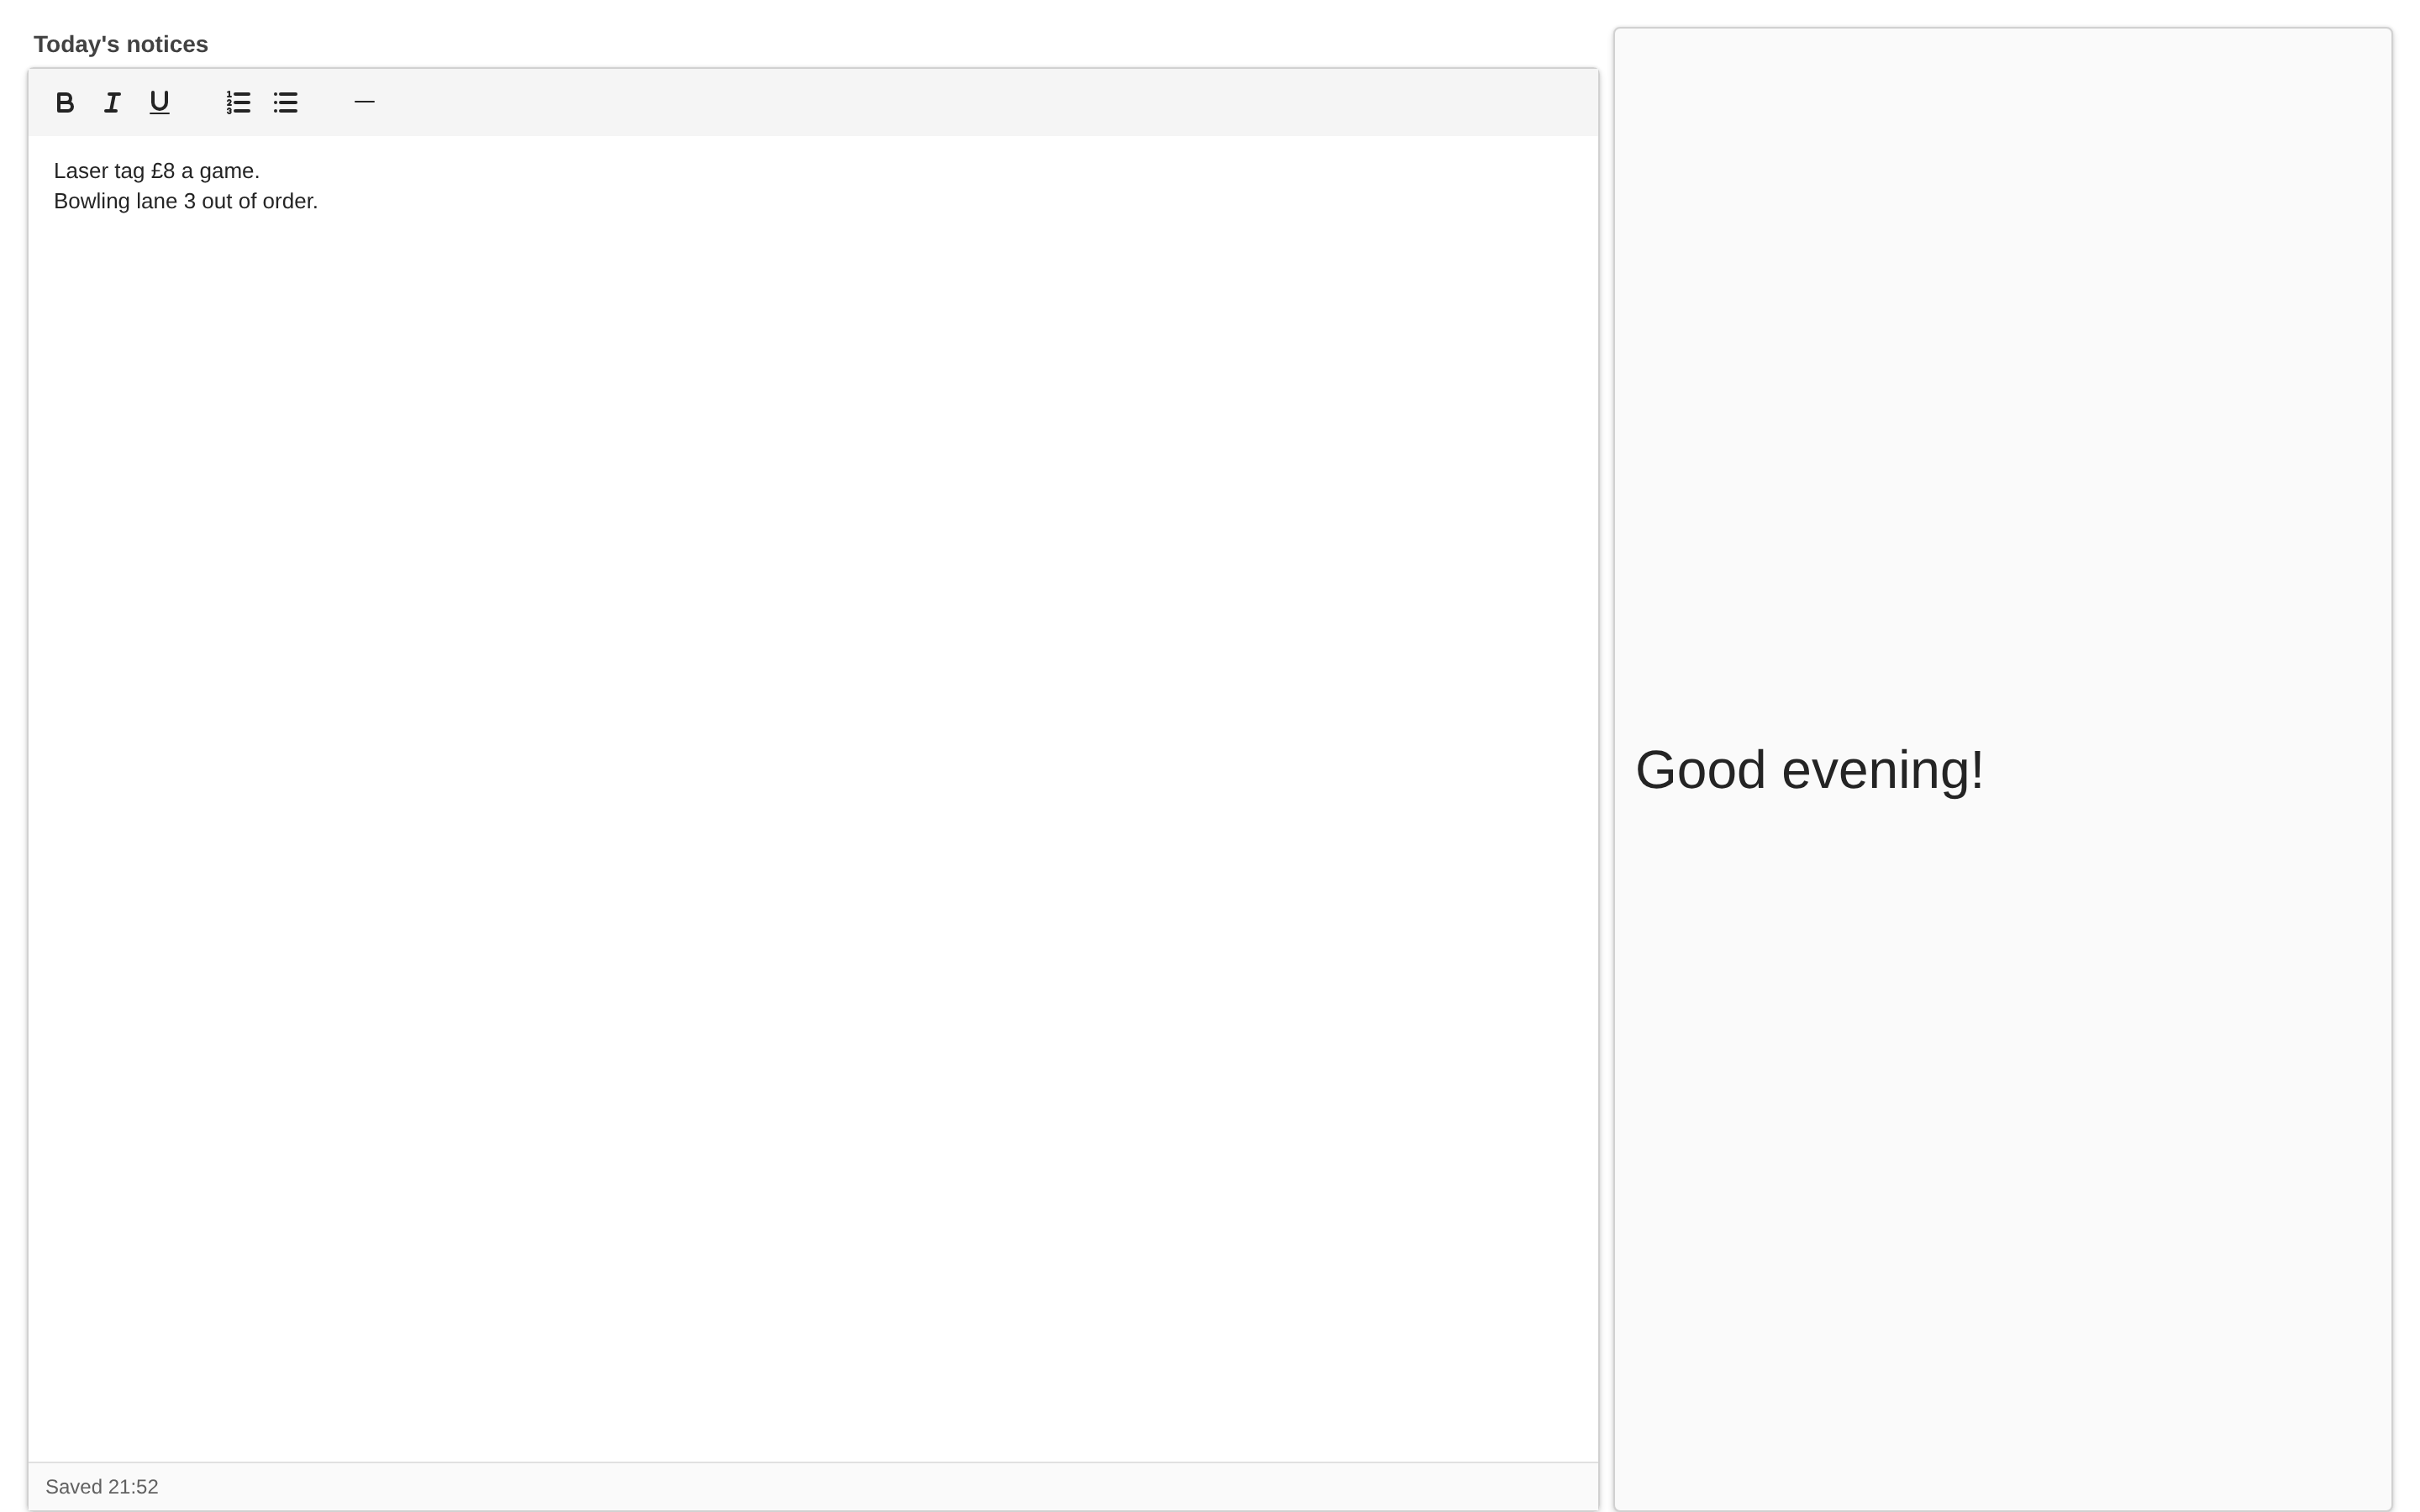 Today's notices
Laser tag £8 a game.
Bowling lane 3 out of order.
Saved 21:52
Good evening!